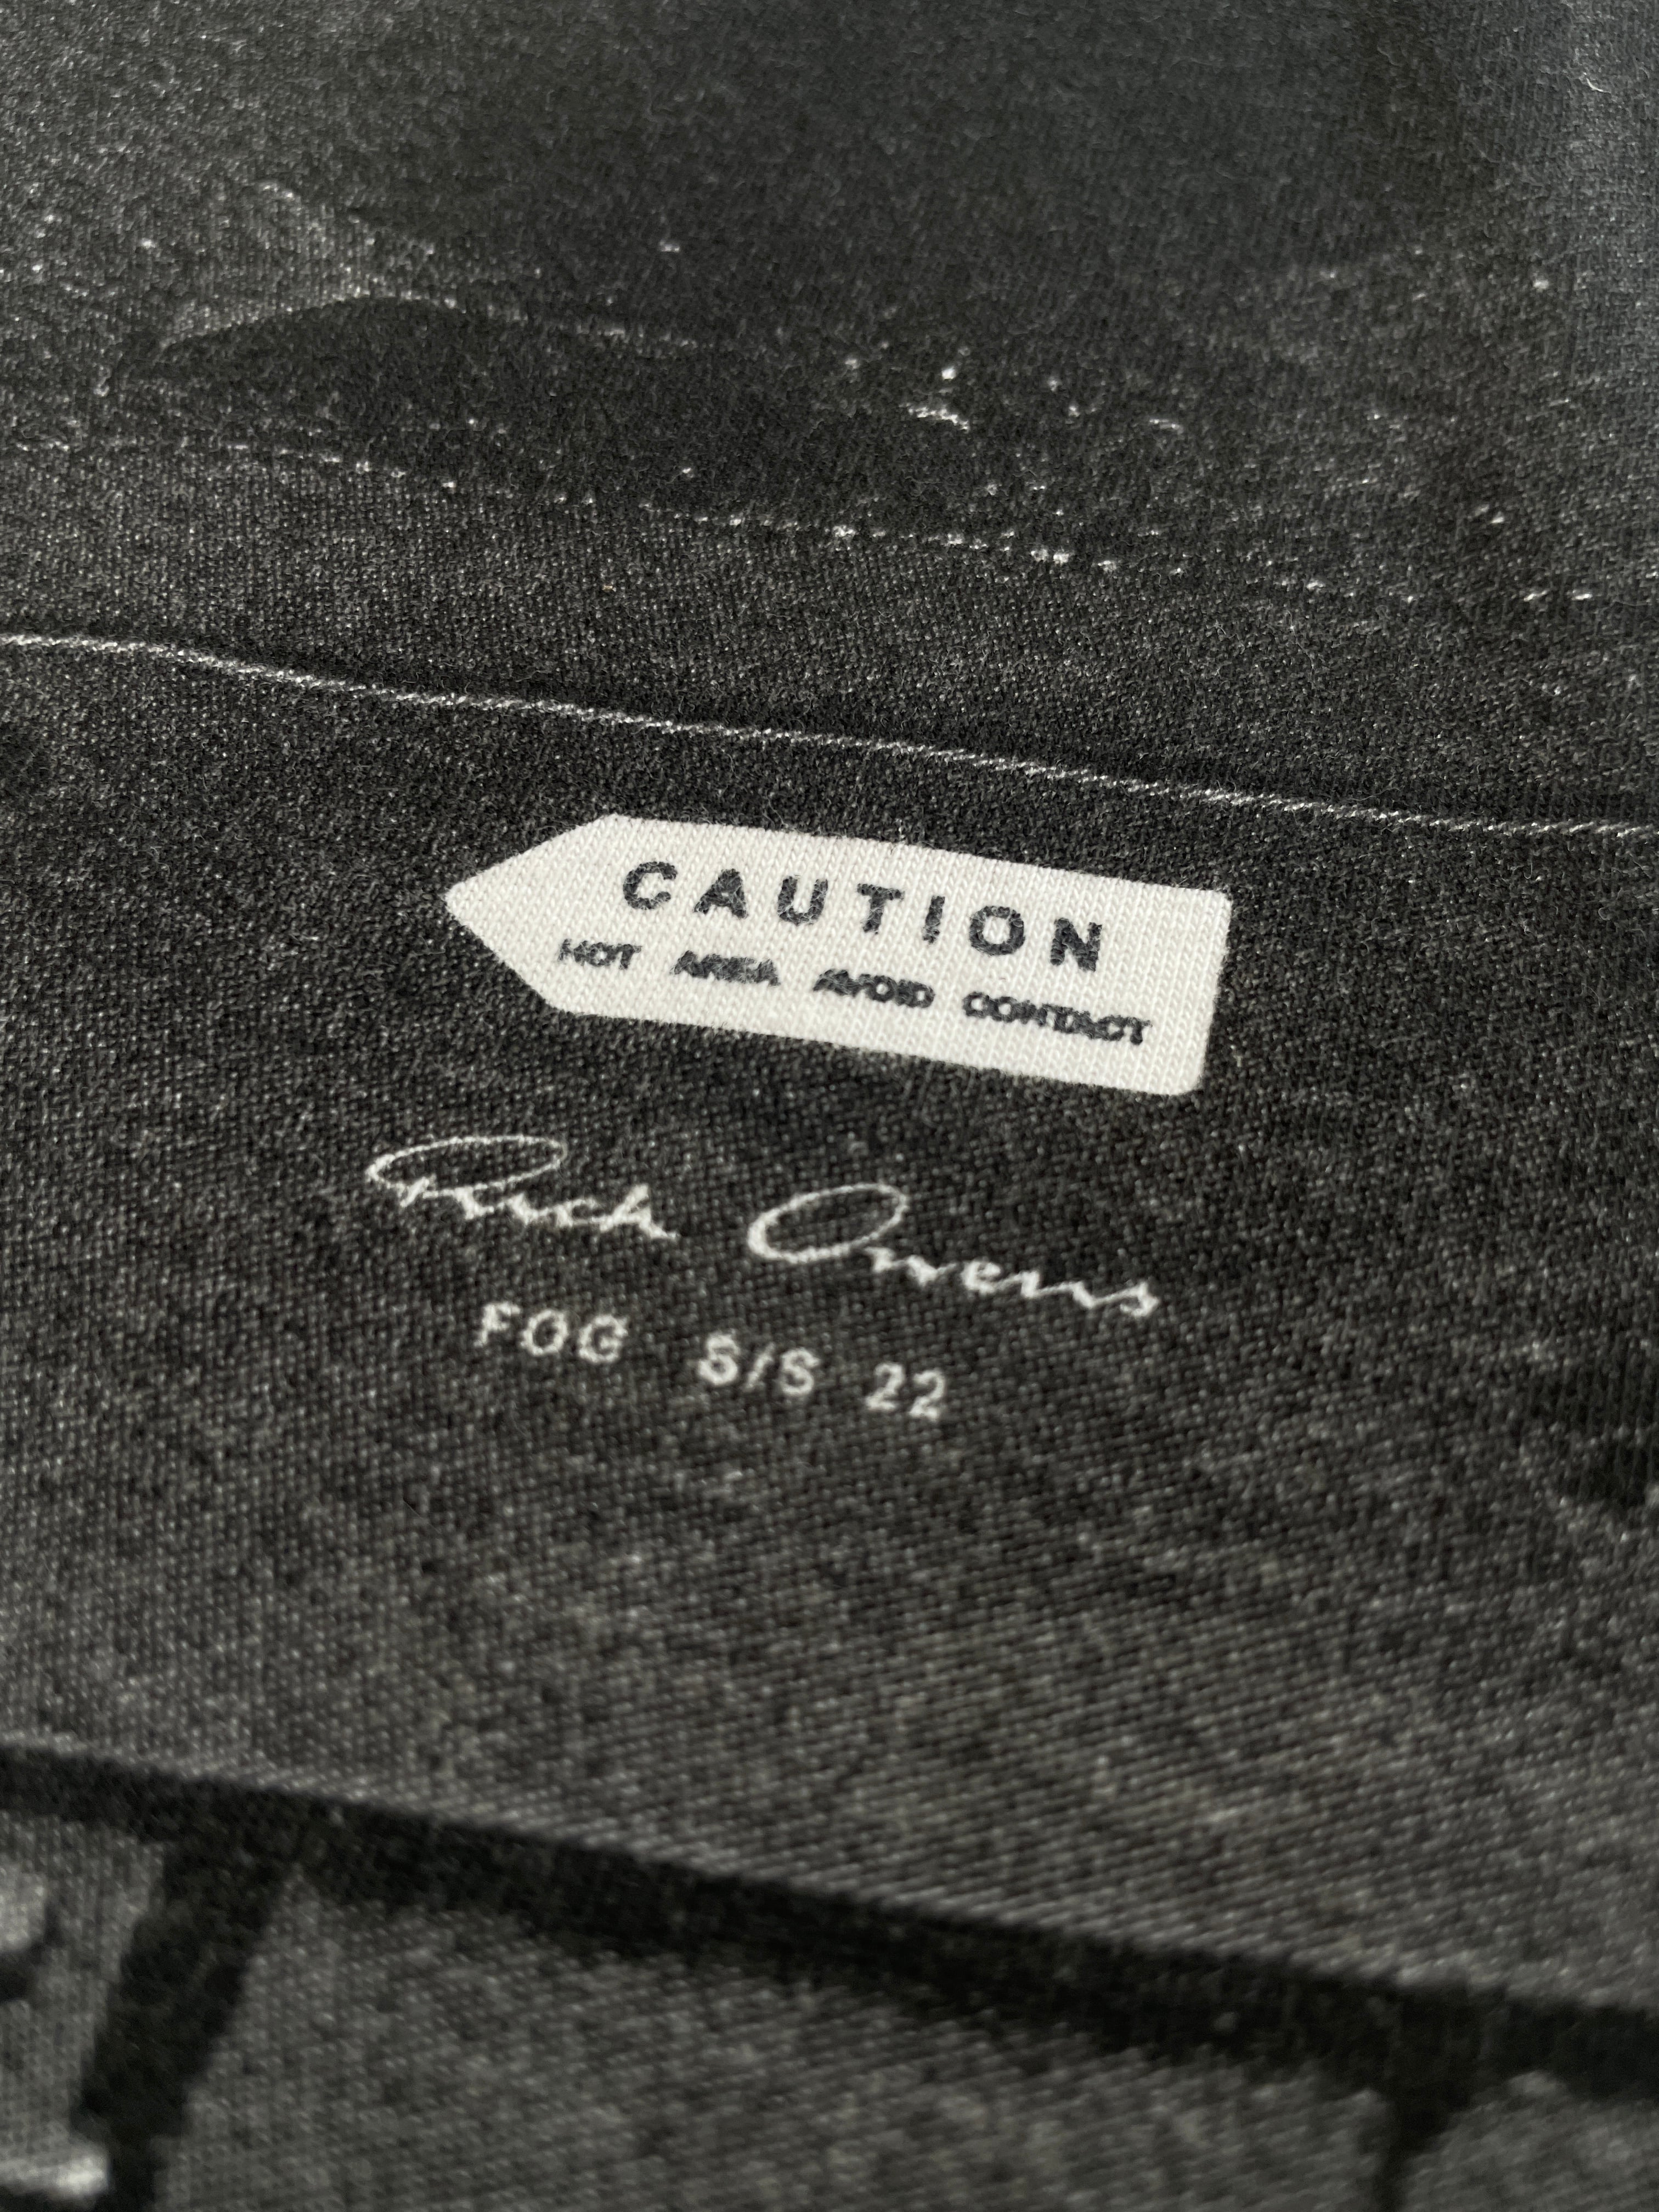 CAUTION
HOT AREA AVOID CONTACT
Rick Owens
FOG S/S 22